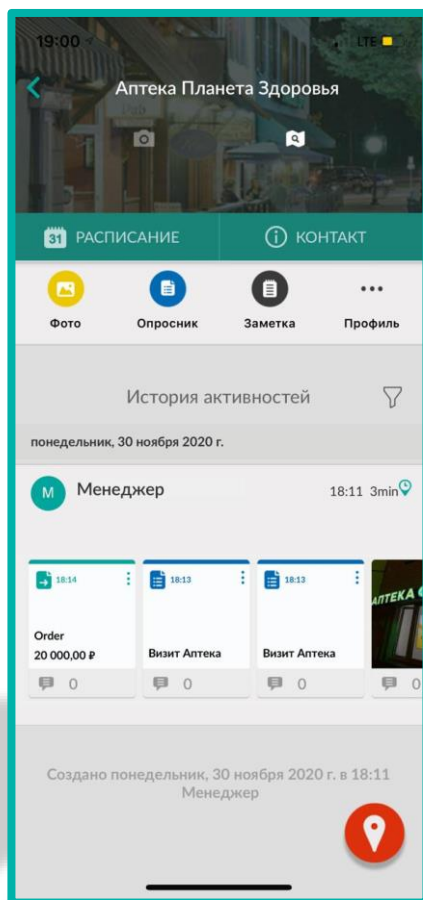 19:00
LTE
Аптека Планета Здоровья
31 РАСПИСАНИЕ
КОНТАКТ
Фото
Опросник
Заметка
Профиль
История активностей
понедельник, 30 ноября 2020 г.
М Менеджер
18:11 3min
18:14
18:13
18:13
Order
20 000,00 ₽
Визит Аптека
Визит Аптека
АПТЕКА
0
0
0
0
Создано понедельник, 30 ноября 2020 г. в 18:11
Менеджер